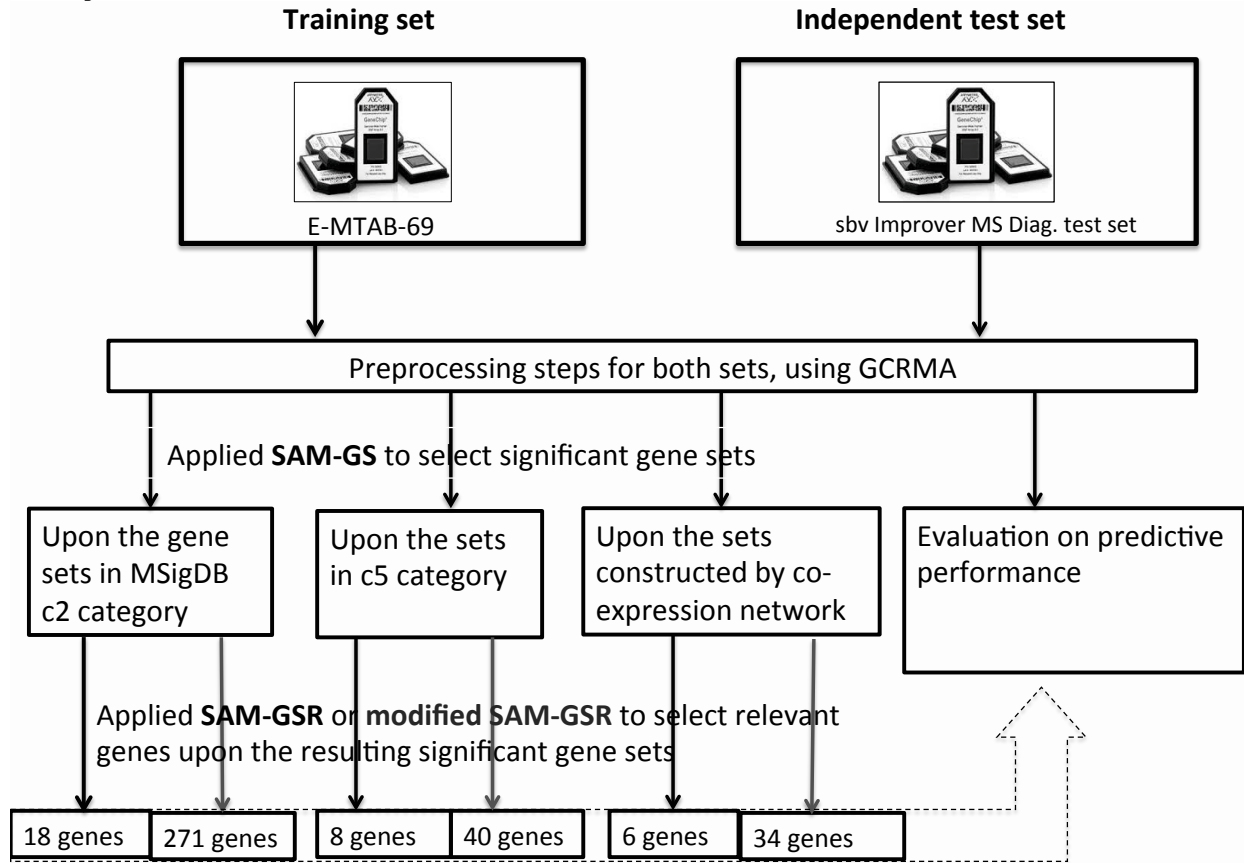 Training set
Independent test set
GeneChip®
E-MTAB-69
GeneChip®
sbv Improver MS Diag. test set
Preprocessing steps for both sets, using GCRMA
Applied SAM-GS to select significant gene sets
Upon the gene
sets in MSigDB
c2 category
Upon the sets
in c5 category
Upon the sets
constructed by co-
expression network
Evaluation on predictive
performance
Applied SAM-GSR or modified SAM-GSR to select relevant
genes upon the resulting significant gene sets
18 genes
271 genes
8 genes
40 genes
6 genes
34 genes